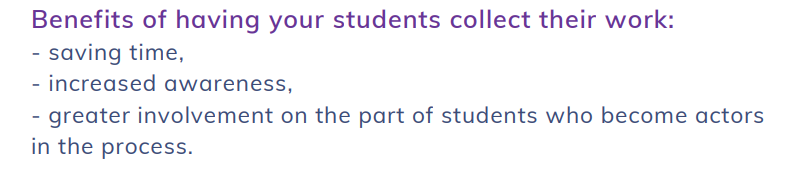 Benefits of having your students collect their work:
- saving time,
- increased awareness,
- greater involvement on the part of students who become actors
in the process.